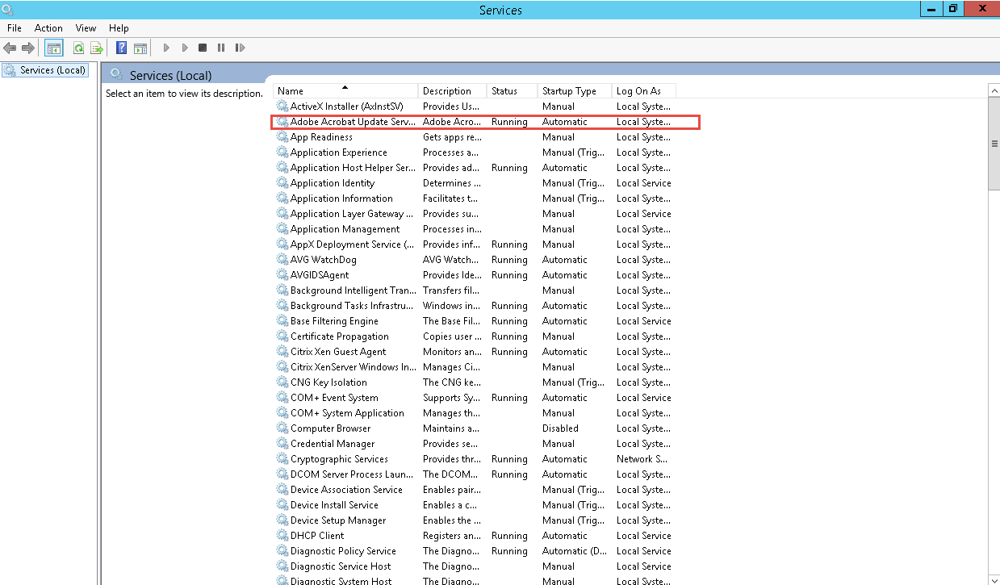 Services
File Action View Help
Services (Local)
Services (Local)
Select an item to view its description.
Name Description Status Startup Type Log On As
ActiveX Installer (AxInstSV) Provides Us... Manual Local Syste...
Adobe Acrobat Update Serv... Adobe Acro... Running Automatic Local Syste...
App Readiness Gets apps re... Manual Local Syste...
Application Experience Processes a... Manual (Trig... Local Syste...
Application Host Helper Ser... Provides ad... Running Automatic Local Syste...
Application Identity Determines ... Manual (Trig... Local Service
Application Information Facilitates t... Manual (Trig... Local Syste...
Application Layer Gateway ... Provides su... Manual Local Service
Application Management Processes in... Manual Local Syste...
AppX Deployment Service (... Provides inf... Running Manual Local Syste...
AVG WatchDog AVG Watch... Running Automatic Local Syste...
AVGIDSAgent Provides Ide... Running Automatic Local Syste...
Background Intelligent Tran... Transfers fil... Manual Local Syste...
Background Tasks Infrastru... Windows in... Running Automatic Local Syste...
Base Filtering Engine The Base Fil... Running Automatic Local Service
Certificate Propagation Copies user ... Running Manual Local Syste...
Citrix Xen Guest Agent Monitors an... Running Automatic Local Syste...
Citrix XenServer Windows In... Manages Ci... Manual Local Syste...
CNG Key Isolation The CNG ke... Manual (Trig... Local Syste...
COM+ Event System Supports Sy... Running Automatic Local Service
COM+ System Application Manages th... Manual Local Syste...
Computer Browser Maintains a... Disabled Local Syste...
Credential Manager Provides se... Manual Local Syste...
Cryptographic Services Provides thr... Running Automatic Network S...
DCOM Server Process Laun... The DCOM... Running Automatic Local Syste...
Device Association Service Enables pair... Manual (Trig... Local Syste...
Device Install Service Enables a c... Manual (Trig... Local Syste...
Device Setup Manager Enables the ... Manual (Trig... Local Syste...
DHCP Client Registers an... Running Automatic Local Service
Diagnostic Policy Service The Diagno... Running Automatic (D... Local Service
Diagnostic Service Host The Diagno... Manual Local Service
Diagnostic System Host The Diagno... Manual Local Syste...